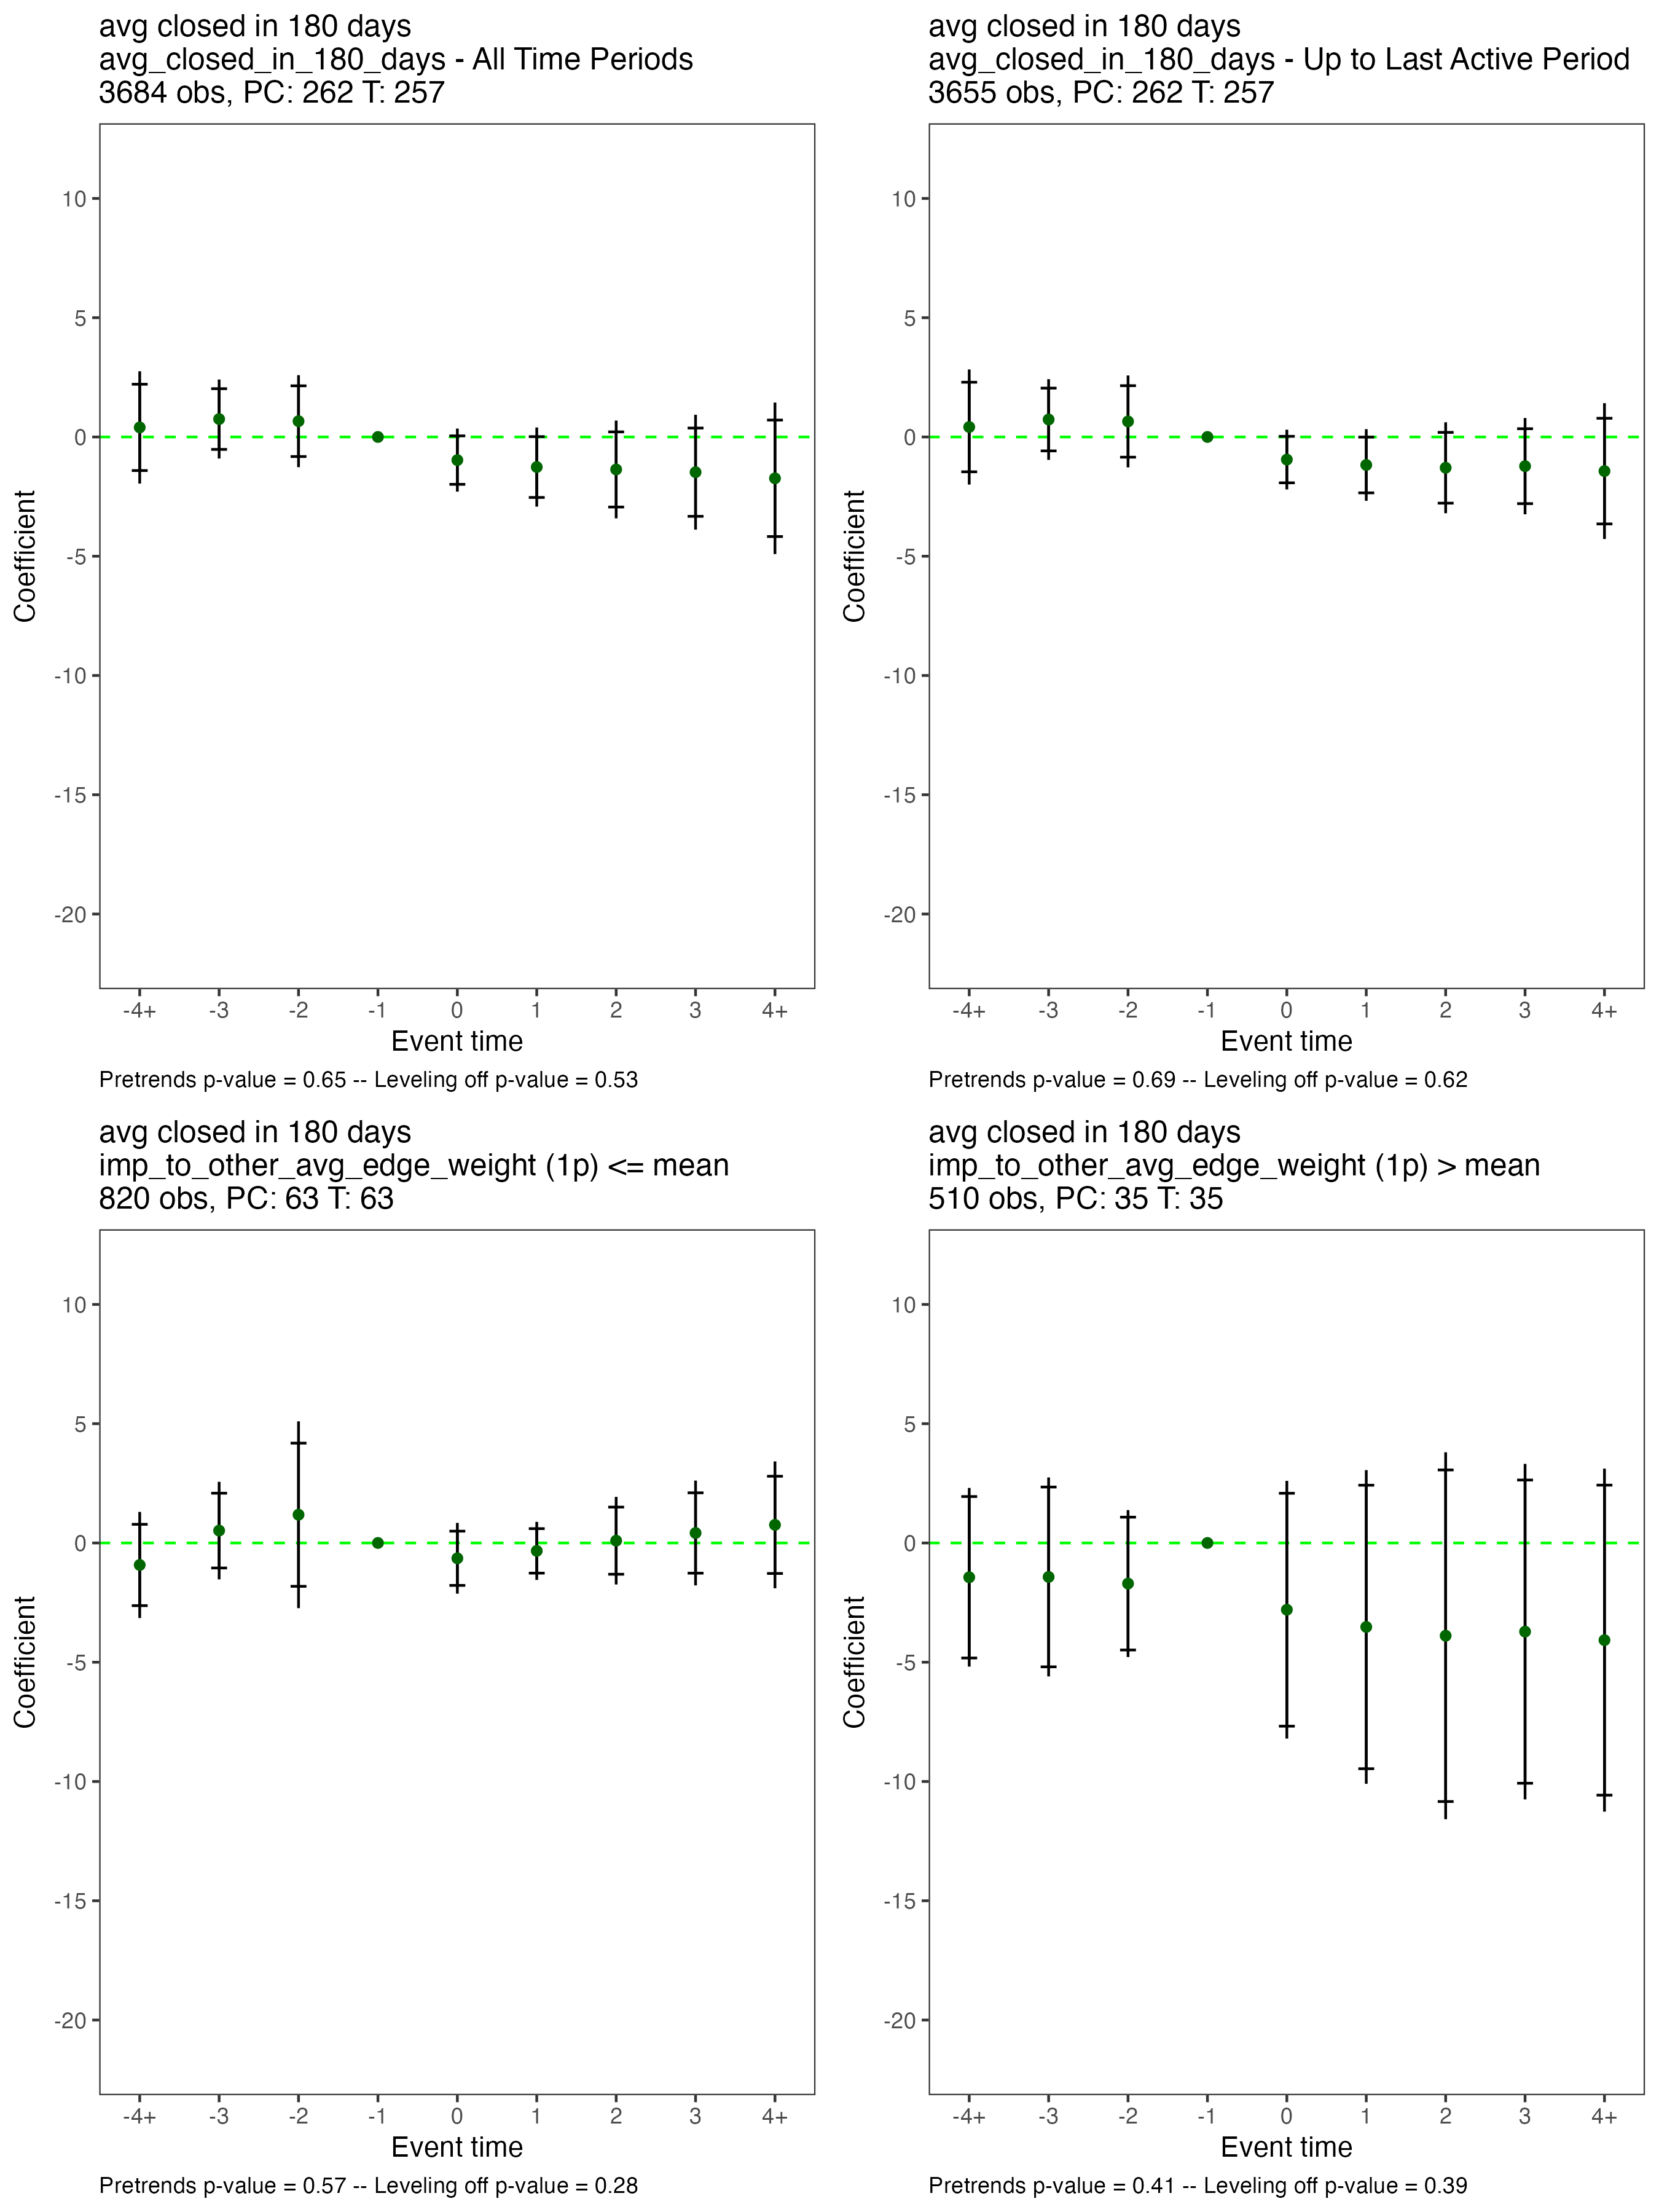 avg closed in 180 days
avg_closed_in_180_days - All Time Periods
3684 obs, PC: 262 T: 257
10
5
0
-5
-10
-15
-20
Coefficient
-4+ -3 -2 -1 0 1 2 3 4+
Event time
Pretrends p-value = 0.65 -- Leveling off p-value = 0.53
avg closed in 180 days
avg_closed_in_180_days - Up to Last Active Period
3655 obs, PC: 262 T: 257
10
5
0
-5
-10
-15
-20
Coefficient
-4+ -3 -2 -1 0 1 2 3 4+
Event time
Pretrends p-value = 0.69 -- Leveling off p-value = 0.62
avg closed in 180 days
imp_to_other_avg_edge_weight (1p) <= mean
820 obs, PC: 63 T: 63
10
5
0
-5
-10
-15
-20
Coefficient
-4+ -3 -2 -1 0 1 2 3 4+
Event time
Pretrends p-value = 0.57 -- Leveling off p-value = 0.28
avg closed in 180 days
imp_to_other_avg_edge_weight (1p) > mean
510 obs, PC: 35 T: 35
10
5
0
-5
-10
-15
-20
Coefficient
-4+ -3 -2 -1 0 1 2 3 4+
Event time
Pretrends p-value = 0.41 -- Leveling off p-value = 0.39